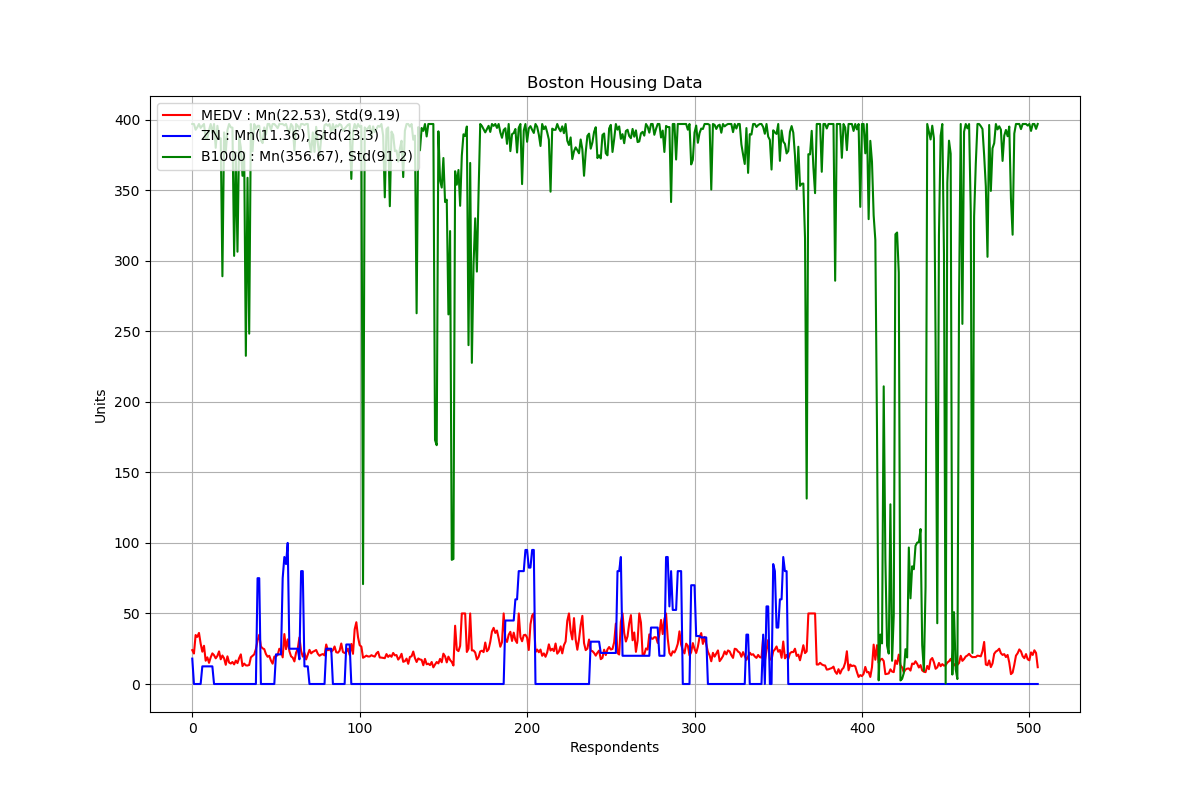 Boston Housing Data
MEDV : Mn(22.53), Std(9.19)
ZN : Mn(11.36), Std(23.3)
B1000 : Mn(356.67), Std(91.2)
400
350
300
250
200
150
100
50
0
Units
0 100 200 300 400 500
Respondents